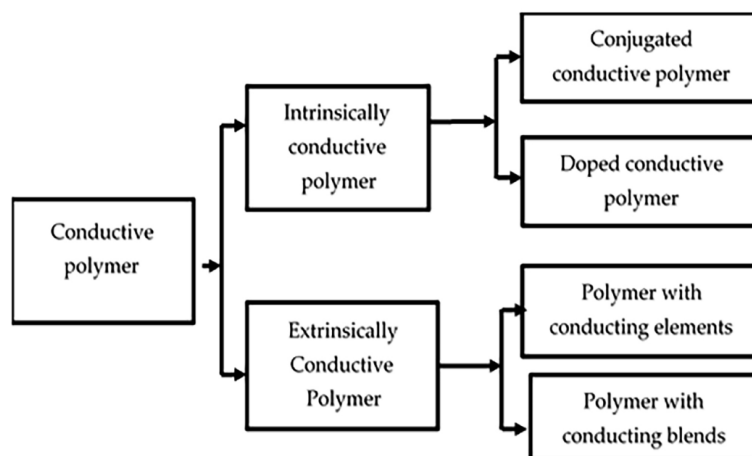 Conductive
polymer
Intrinsically
conductive
polymer
Extrinsically
Conductive
Polymer
Conjugated
conductive polymer
Doped conductive
polymer
Polymer with
conducting elements
Polymer with
conducting blends